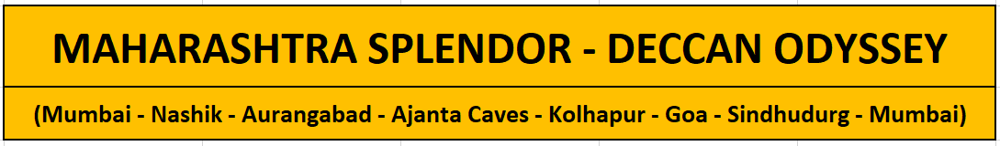 MAHARASHTRA SPLENDOR - DECCAN ODYSSEY
(Mumbai - Nashik - Aurangabad - Ajanta Caves - Kolhapur - Goa - Sindhudurg - Mumbai)